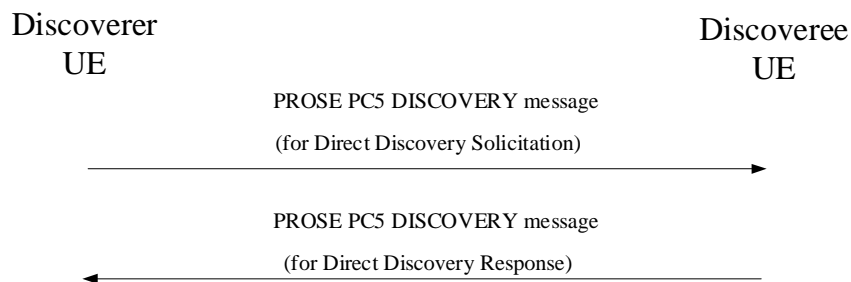 Discoverer
UE
Discoveree
UE
PROSE PC5 DISCOVERY message
(for Direct Discovery Solicitation)
PROSE PC5 DISCOVERY message
(for Direct Discovery Response)